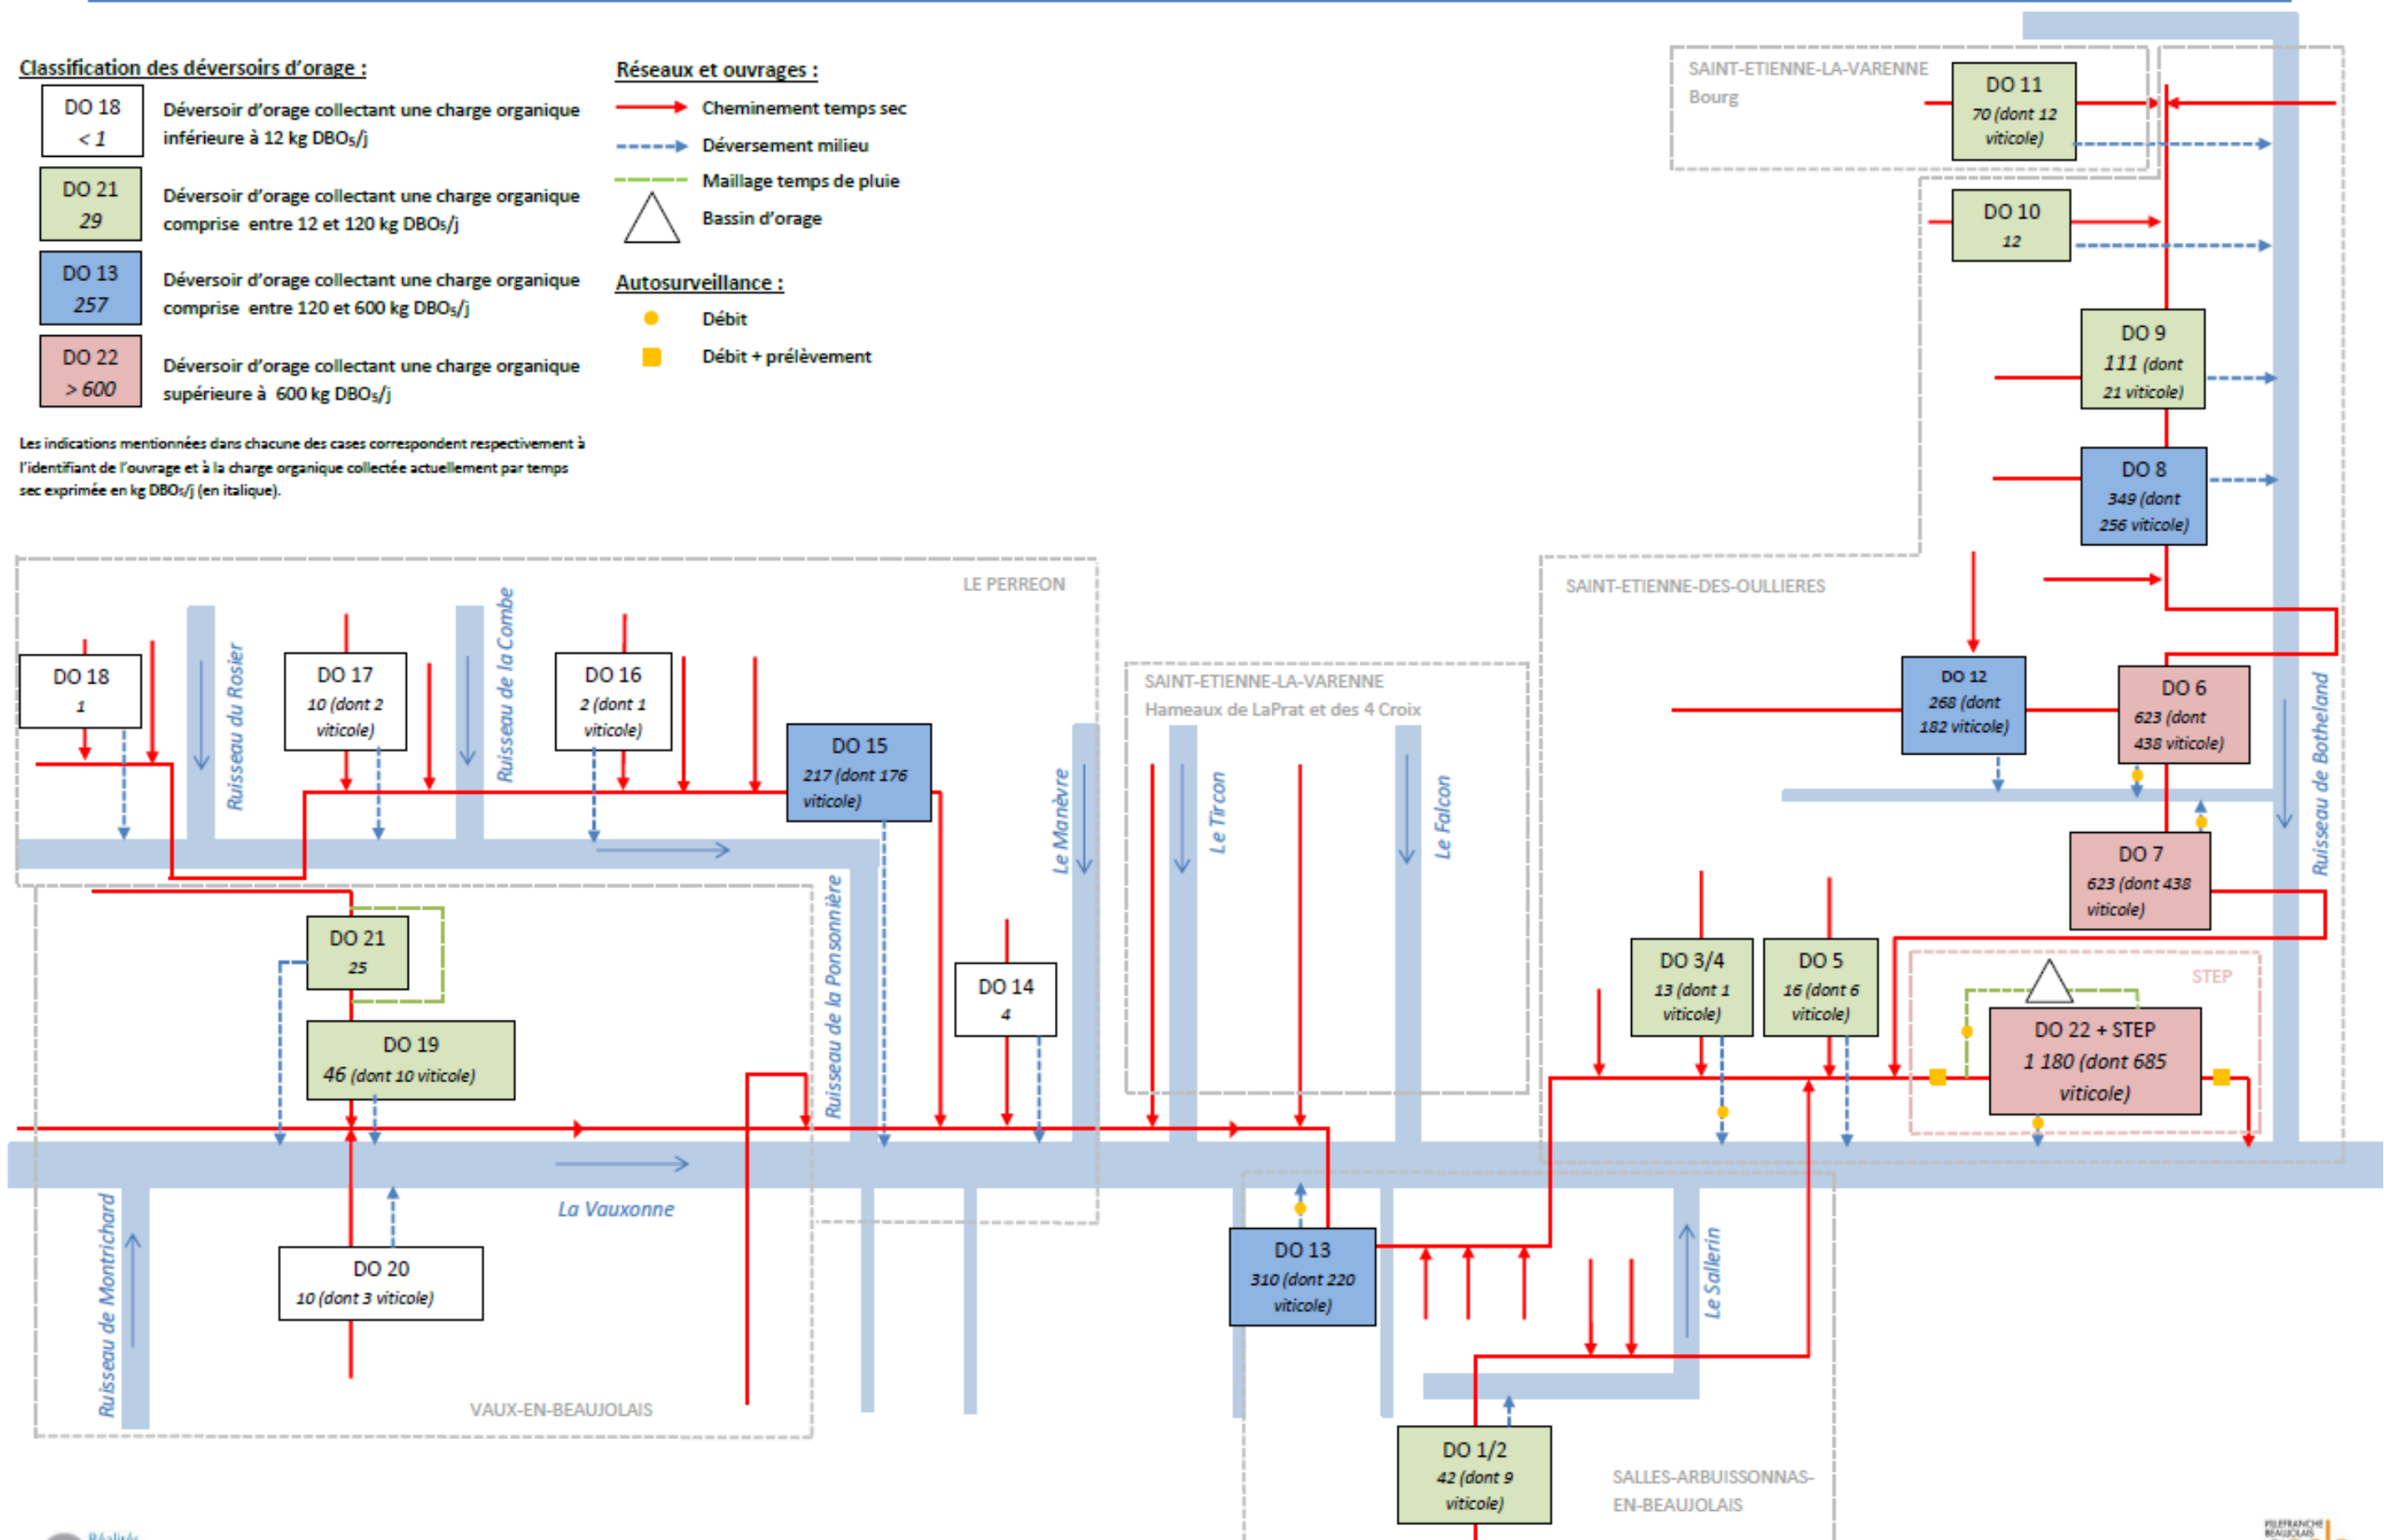 Classification des déversoirs d'orage :
DO 18
< 1
Déversoir d'orage collectant une charge organique
inférieure à 12 kg DBO₅/j
DO 21
29
Déversoir d'orage collectant une charge organique
comprise entre 12 et 120 kg DBO₅/j
DO 13
257
Déversoir d'orage collectant une charge organique
comprise entre 120 et 600 kg DBO₅/j
DO 22
> 600
Déversoir d'orage collectant une charge organique
supérieure à 600 kg DBO₅/j
Les indications mentionnées dans chacune des cases correspondent respectivement à
l'identifiant de l'ouvrage et à la charge organique collectée actuellement par temps
sec exprimée en kg DBO₅/j (en italique).
Réseaux et ouvrages :
Cheminement temps sec
Déversement milieu
Maillage temps de pluie
Bassin d'orage
Autosurveillance :
Débit
Débit + prélèvement
SAINT-ETIENNE-LA-VARENNE
Bourg
DO 11
70 (dont 12
viticole)
DO 10
12
DO 9
111 (dont
21 viticole)
DO 8
349 (dont
256 viticole)
SAINT-ETIENNE-DES-OULLIERES
DO 12
268 (dont
182 viticole)
DO 6
623 (dont
438 viticole)
Ruisseau de Botheland
DO 7
623 (dont 438
viticole)
LE PERREON
DO 18
1
Ruisseau du Rosier
DO 17
10 (dont 2
viticole)
Ruisseau de la Combe
DO 16
2 (dont 1
viticole)
DO 15
217 (dont 176
viticole)
Le Manèvre
SAINT-ETIENNE-LA-VARENNE
Hameaux de LaPrat et des 4 Croix
Le Tircon
Le Falcon
DO 21
25
DO 19
46 (dont 10 viticole)
Ruisseau de la Ponsonnière
DO 14
4
DO 3/4
13 (dont 1
viticole)
DO 5
16 (dont 6
viticole)
STEP
DO 22 + STEP
1 180 (dont 685
viticole)
La Vauxonne
Ruisseau de Montrichard
DO 20
10 (dont 3 viticole)
VAUX-EN-BEAUJOLAIS
DO 13
310 (dont 220
viticole)
Le Sallerin
DO 1/2
42 (dont 9
viticole)
SALLES-ARBUISSONNAS-
EN-BEAUJOLAIS
Réalités
VILLEFRANCHE
BEAUJOLAIS